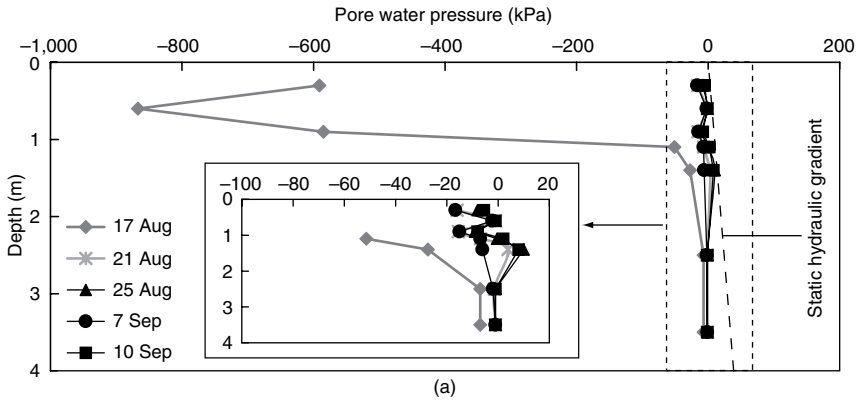 Pore water pressure (kPa)
−1,000 −800 −600 −400 −200 0 200
0
1
2
3
4
Depth (m)
−100 −80 −60 −40 −20 0 20
0
1
2
3
4
17 Aug
21 Aug
25 Aug
7 Sep
10 Sep
Static hydraulic gradient
(a)